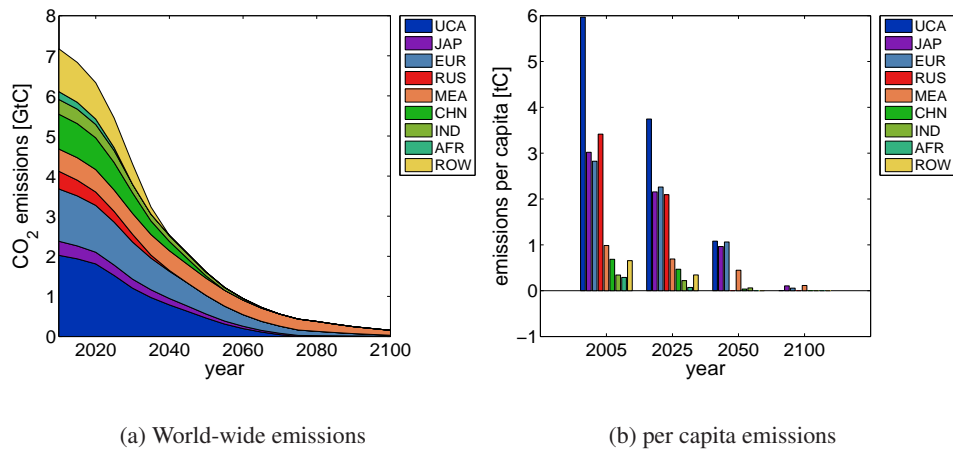 8
7
6
5
4
3
2
1
0
CO2 emissions [GtC]
2020 2040 2060 2080 2100
year
UCA
JAP
EUR
RUS
MEA
CHN
IND
AFR
ROW
(a) World-wide emissions
6
5
4
3
2
1
0
−1
emissions per capita [tC]
2005 2025 2050 2100
year
UCA
JAP
EUR
RUS
MEA
CHN
IND
AFR
ROW
(b) per capita emissions